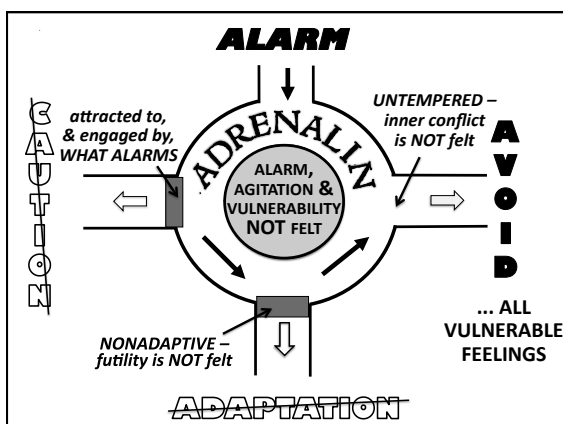 ALARM
attracted to,
& engaged by,
WHAT ALARMS
UNTEMPERED –
inner conflict
is NOT felt
CAUTION
ADRENALIN
ALARM,
AGITATION &
VULNERABILITY
NOT FELT
AVOID
... ALL
VULNERABLE
FEELINGS
NONADAPTIVE –
futility is NOT felt
ADAPTATION